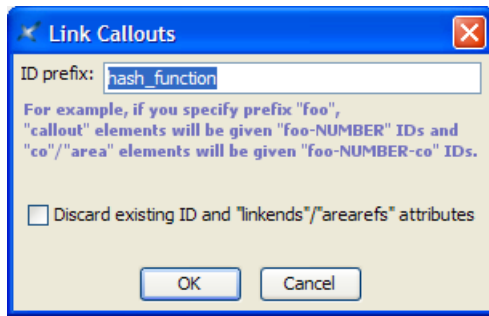 Link Callouts
ID prefix: hash_function
For example, if you specify prefix "foo",
"callout" elements will be given "foo-NUMBER" IDs and
"co"/"area" elements will be given "foo-NUMBER-co" IDs.
Discard existing ID and "linkends"/"arearefs" attributes
OK Cancel